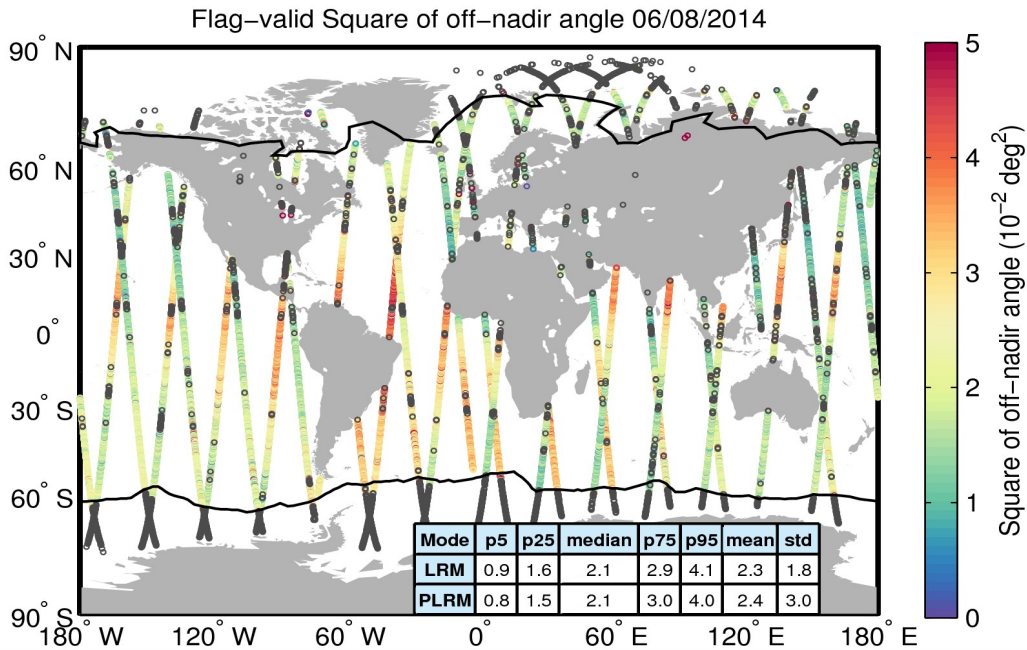 Flag−valid Square of off−nadir angle 06/08/2014
90° N
60° N
30° N
0°
30° S
60° S
90° S
180° W
120° W
60° W
0°
60° E
120° E
180° E
Mode p5 p25 median p75 p95 mean std
LRM 0.9 1.6 2.1 2.9 4.1 2.3 1.8
PLRM 0.8 1.5 2.1 3.0 4.0 2.4 3.0
5
4
3
2
1
0
Square of off−nadir angle (10⁻² deg²)